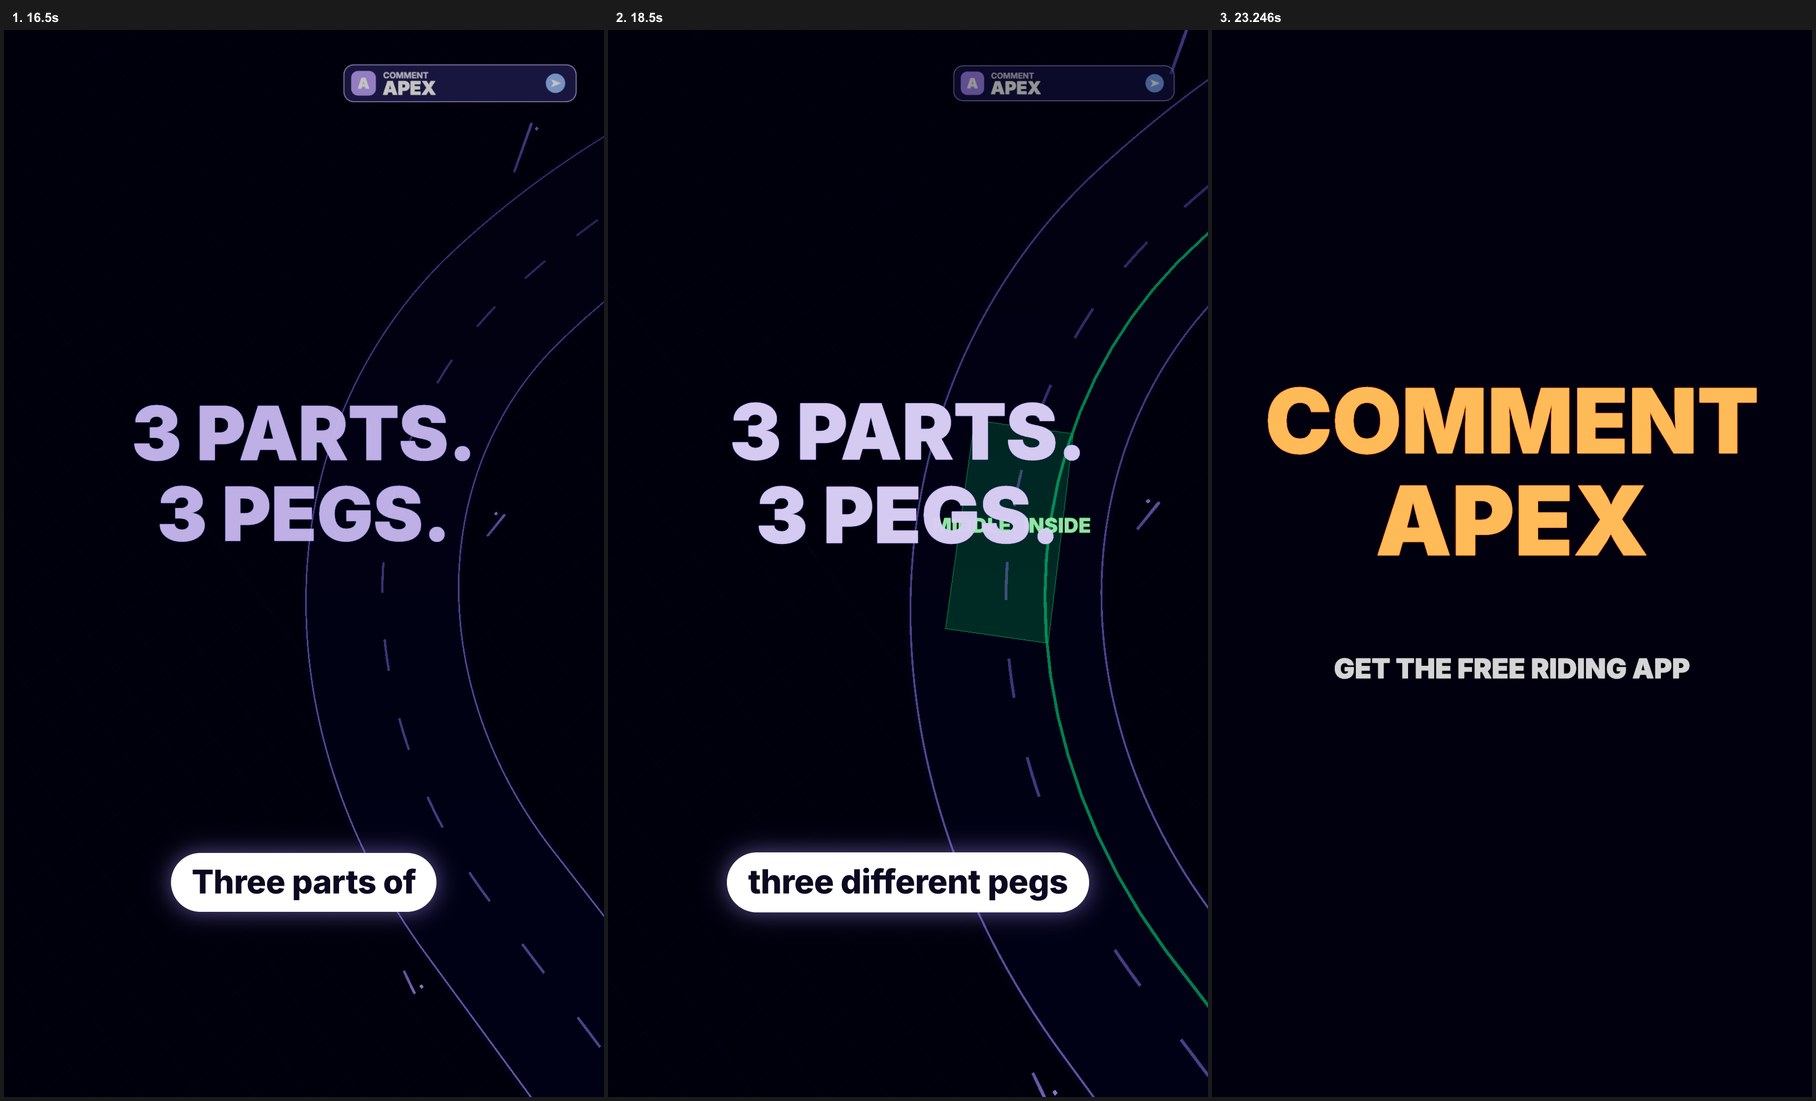 1. 16.5s
COMMENT
A APEX
3 PARTS.
3 PEGS.
Three parts of
2. 18.5s
COMMENT
A APEX
3 PARTS.
3 PEGS.
INSIDE
three different pegs
3. 23.246s
COMMENT
APEX
GET THE FREE RIDING APP